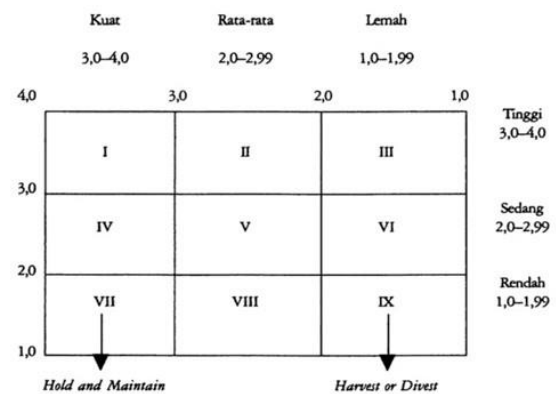 Kuat Rata-rata Lemah
3,0–4,0 2,0–2,99 1,0–1,99
4,0 3,0 2,0 1,0
Tinggi
3,0–4,0
I II III
3,0
Sedang
2,0–2,99
IV V VI
2,0
Rendah
1,0–1,99
VII VIII IX
1,0
Hold and Maintain Harvest or Divest